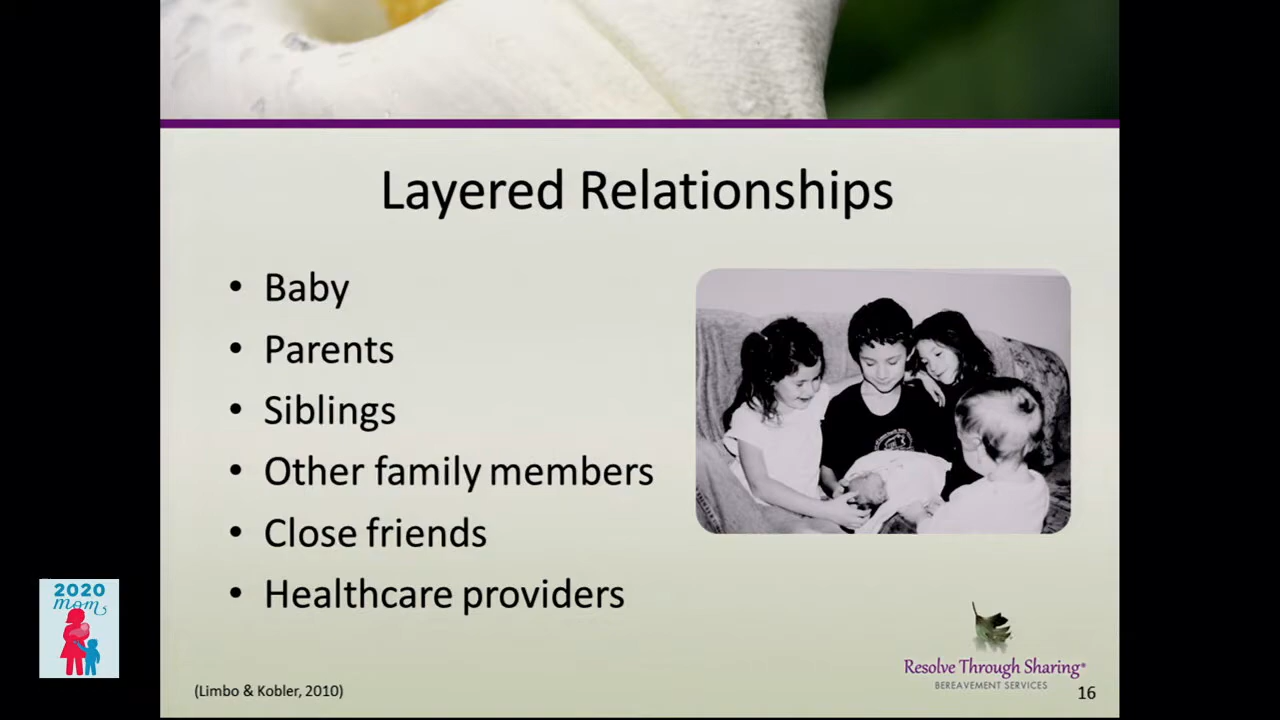 Layered Relationships
• Baby
• Parents
• Siblings
• Other family members
• Close friends
• Healthcare providers
2020
mom
Resolve Through Sharing®
BEREAVEMENT SERVICES
(Limbo & Kobler, 2010)
16